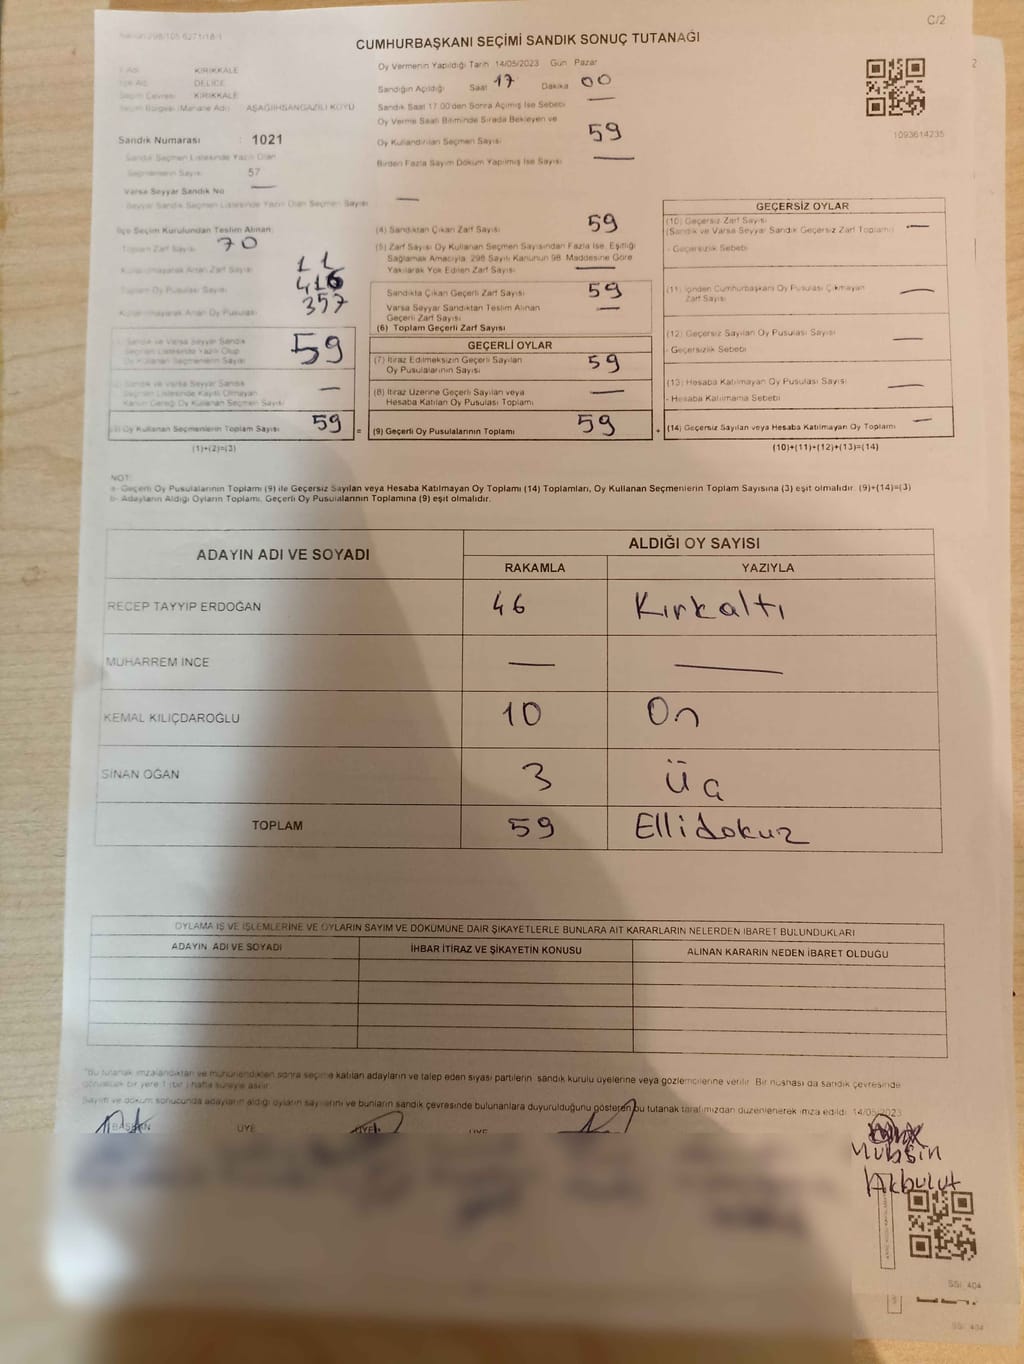 C/2
CUMHURBAŞKANI SEÇİMİ SANDIK SONUÇ TUTANAĞI
Oy Vermenin Yapıldığı Tarih 14/05/2023 Gün Pazar
KIRIKKALE
DELİCE
KIRIKKALE
AŞAĞIİHSANGAZİLİ KÖYÜ
Sandığın Açıldığı Saat 17 Dakika 00
Sandık Saat 17.00'den Sonra Açılmış İse Sebebi —
Oy Verme Saati Bitiminde Sırada Bekleyen ve
Oy Kullandırılan Seçmen Sayısı 59
Birden Fazla Sayım Döküm Yapılmış İse Sayısı —
1093614235
Sandık Numarası : 1021
Sandık Seçmen Listesinde Yazılı Olan
Seçmenlerin Sayısı 57
Varsa Seyyar Sandık No —
Seyyar Sandık Seçmen Listesinde Yazılı Olan Seçmen Sayısı —
İlçe Seçim Kurulundan Teslim Alınan
Toplam Zarf Sayısı 70
Kullanılmayarak Artan Zarf Sayısı 11
Toplam Oy Pusulası Sayısı 416
Kullanılmayarak Artan Oy Pusulası 357
Sandık ve Varsa Seyyar Sandık
Seçmen Listesinde Yazılı Olup
Oy Kullanan Seçmenlerin Sayısı 59
Sandık ve Varsa Seyyar Sandık
Seçmen Listesinde Kayıtlı Olmayan
Kanun Gereği Oy Kullanan Seçmen Sayısı —
(3) Oy Kullanan Seçmenlerin Toplam Sayısı 59
(1)+(2)=(3)
(4) Sandıktan Çıkan Zarf Sayısı 59
(5) Zarf Sayısı Oy Kullanan Seçmen Sayısından Fazla İse, Eşitliği
Sağlamak Amacıyla 298 Sayılı Kanunun 98. Maddesine Göre
Yakılarak Yok Edilen Zarf Sayısı —
Sandıkta Çıkan Geçerli Zarf Sayısı 59
Varsa Seyyar Sandıktan Teslim Alınan
Geçerli Zarf Sayısı —
(6) Toplam Geçerli Zarf Sayısı
GEÇERLİ OYLAR
(7) İtiraz Edilmeksizin Geçerli Sayılan
Oy Pusulalarının Sayısı 59
(8) İtiraz Üzerine Geçerli Sayılan veya
Hesaba Katılan Oy Pusulası Toplamı —
= (9) Geçerli Oy Pusulalarının Toplamı 59 +
GEÇERSİZ OYLAR
(10) Geçersiz Zarf Sayısı
(Sandık ve Varsa Seyyar Sandık Geçersiz Zarf Toplamı) —
- Geçersizlik Sebebi
(11) İçinden Cumhurbaşkanı Oy Pusulası Çıkmayan
Zarf Sayısı —
(12) Geçersiz Sayılan Oy Pusulası Sayısı —
- Geçersizlik Sebebi
(13) Hesaba Katılmayan Oy Pusulası Sayısı —
- Hesaba Katılmama Sebebi
(14) Geçersiz Sayılan veya Hesaba Katılmayan Oy Toplamı —
(10)+(11)+(12)+(13)=(14)
NOT:
a- Geçerli Oy Pusulalarının Toplamı (9) ile Geçersiz Sayılan veya Hesaba Katılmayan Oy Toplamı (14) Toplamları, Oy Kullanan Seçmenlerin Toplam Sayısına (3) eşit olmalıdır. (9)+(14)=(3)
b- Adayların Aldığı Oyların Toplamı, Geçerli Oy Pusulalarının Toplamına (9) eşit olmalıdır.
ADAYIN ADI VE SOYADI ALDIĞI OY SAYISI
RAKAMLA YAZIYLA
RECEP TAYYİP ERDOĞAN 46 Kırkaltı
MUHARREM İNCE — —
KEMAL KILIÇDAROĞLU 10 On
SİNAN OĞAN 3 Üç
TOPLAM 59 Ellidokuz
OYLAMA İŞ VE İŞLEMLERİNE VE OYLARIN SAYIM VE DÖKÜMÜNE DAİR ŞİKAYETLERLE BUNLARA AİT KARARLARIN NELERDEN İBARET BULUNDUKLARI
ADAYIN ADI VE SOYADI İHBAR İTİRAZ VE ŞİKAYETİN KONUSU ALINAN KARARIN NEDEN İBARET OLDUĞU
*Bu tutanak imzalandıktan ve mühürlendikten sonra seçime katılan adayların ve talep eden siyasi partilerin sandık kurulu üyelerine veya gözlemcilerine verilir. Bir nüshası da sandık çevresinde
görülecek bir yere 1 (bir) hafta süreyle asılır.
Sayım ve döküm sonucunda adayların aldığı oyların sayılarını ve bunların sandık çevresinde bulunanlara duyurulduğunu gösteren bu tutanak tarafımızdan düzenlenerek imza edildi. 14/05/2023
BAŞKAN ÜYE ÜYE ÜYE
Muhsin
Akbulut
SSİ 404
SSİ 404